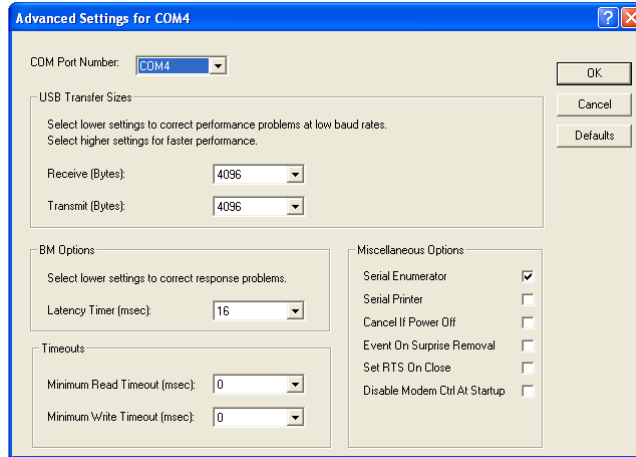 Advanced Settings for COM4
COM Port Number: COM4
OK
Cancel
Defaults
USB Transfer Sizes
Select lower settings to correct performance problems at low baud rates.
Select higher settings for faster performance.
Receive (Bytes): 4096
Transmit (Bytes): 4096
BM Options
Select lower settings to correct response problems.
Latency Timer (msec): 16
Timeouts
Minimum Read Timeout (msec): 0
Minimum Write Timeout (msec): 0
Miscellaneous Options
Serial Enumerator
Serial Printer
Cancel If Power Off
Event On Surprise Removal
Set RTS On Close
Disable Modem Ctrl At Startup